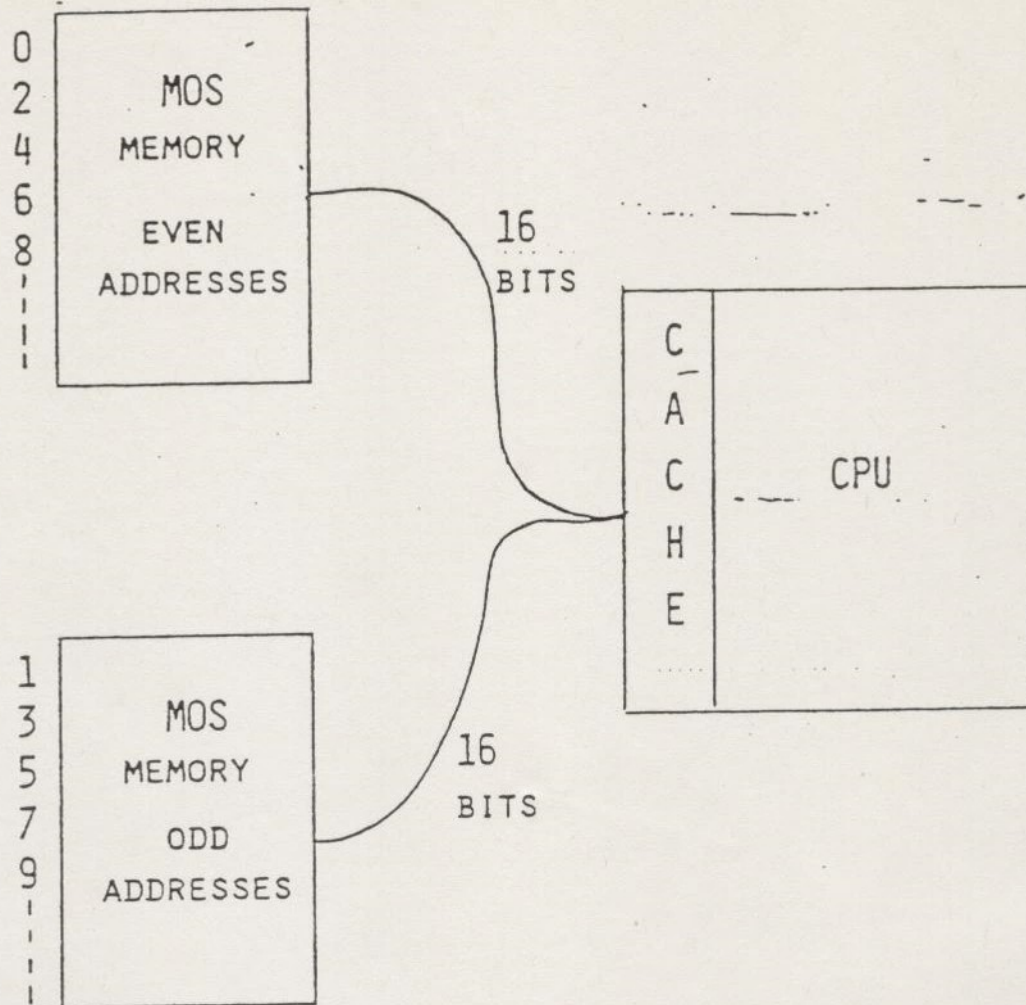 0
2
4
6
8
MOS
MEMORY
EVEN
ADDRESSES
16
BITS
C
A
C
H
E
CPU
1
3
5
7
9
MOS
MEMORY
ODD
ADDRESSES
16
BITS